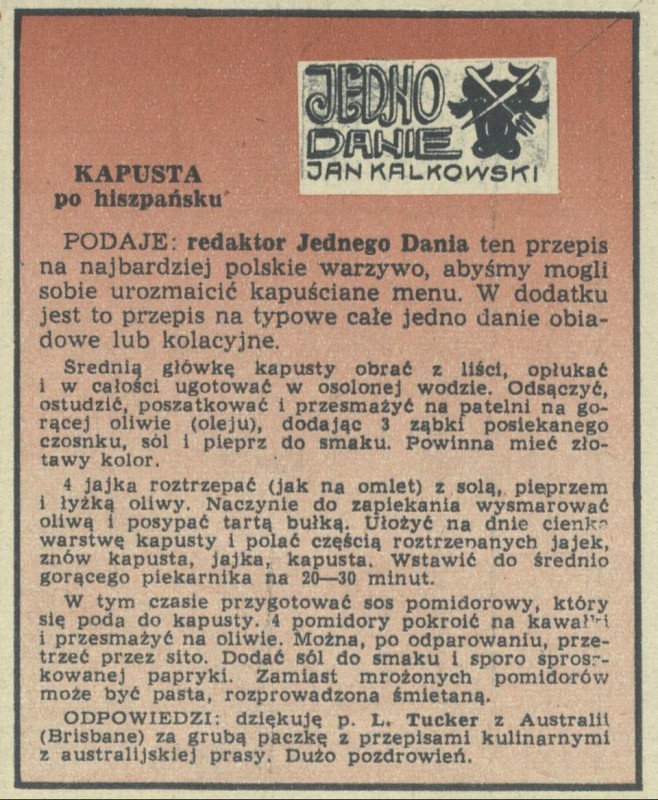 JEDNO
DANIE
JAN KALKOWSKI
KAPUSTA
po hiszpańsku
PODAJE: redaktor Jednego Dania ten przepis
na najbardziej polskie warzywo, abyśmy mogli
sobie urozmaicić kapuściane menu. W dodatku
jest to przepis na typowe całe jedno danie obia-
dowe lub kolacyjne.
Średnią główkę kapusty obrać z liści, opłukać
i w całości ugotować w osolonej wodzie. Odsączyć,
ostudzić, poszatkować i przesmażyć na patelni na go-
rącej oliwie (oleju), dodając 3 ząbki posiekanego
czosnku, sól i pieprz do smaku. Powinna mieć zło-
tawy kolor.
4 jajka roztrzepać (jak na omlet) z solą, pieprzem
i łyżką oliwy. Naczynie do zapiekania wysmarować
oliwą i posypać tartą bułką. Ułożyć na dnie cienką
warstwę kapusty i polać częścią roztrzepanych jajek,
znów kapusta, jajka, kapusta. Wstawić do średnio
gorącego piekarnika na 20—30 minut.
W tym czasie przygotować sos pomidorowy, który
się poda do kapusty. 4 pomidory pokroić na kawałki
i przesmażyć na oliwie. Można, po odparowaniu, prze-
trzeć przez sito. Dodać sól do smaku i sporo sprosz-
kowanej papryki. Zamiast mrożonych pomidorów
może być pasta, rozprowadzona śmietaną.
ODPOWIEDZI: dziękuję p. L. Tucker z Australii
(Brisbane) za grubą paczkę z przepisami kulinarnymi
z australijskiej prasy. Dużo pozdrowień.